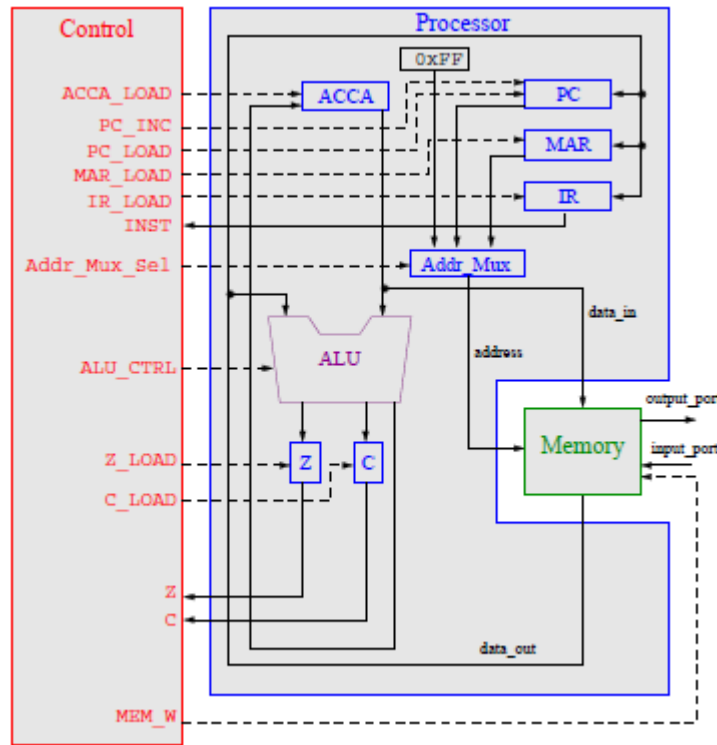 Control
Processor
0xFF
ACCA_LOAD
ACCA
PC
PC_INC
PC_LOAD
MAR
MAR_LOAD
IR_LOAD
IR
INST
Addr_Mux_Sel
Addr_Mux
data_in
ALU
address
ALU_CTRL
output_port
Memory
input_port
Z_LOAD
Z
C
C_LOAD
Z
C
data_out
MEM_W